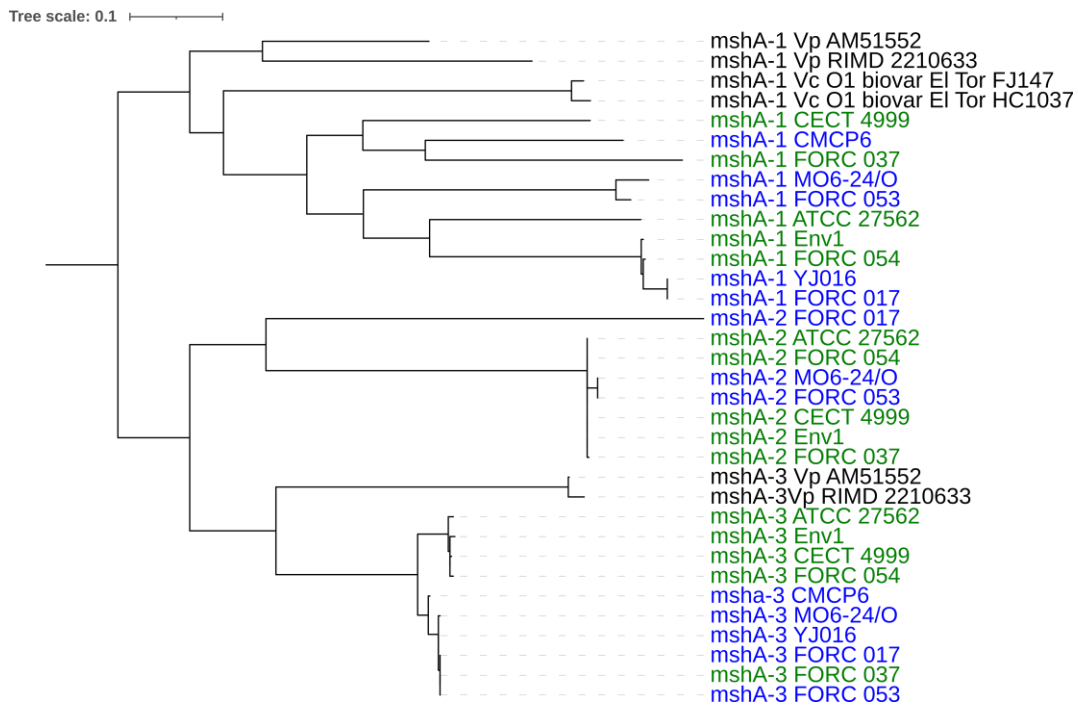 Tree scale: 0.1
mshA-1 Vp AM51552
mshA-1 Vp RIMD 2210633
mshA-1 Vc O1 biovar El Tor FJ147
mshA-1 Vc O1 biovar El Tor HC1037
mshA-1 CECT 4999
mshA-1 CMCP6
mshA-1 FORC 037
mshA-1 MO6-24/O
mshA-1 FORC 053
mshA-1 ATCC 27562
mshA-1 Env1
mshA-1 FORC 054
mshA-1 YJ016
mshA-1 FORC 017
mshA-2 FORC 017
mshA-2 ATCC 27562
mshA-2 FORC 054
mshA-2 MO6-24/O
mshA-2 FORC 053
mshA-2 CECT 4999
mshA-2 Env1
mshA-2 FORC 037
mshA-3 Vp AM51552
mshA-3Vp RIMD 2210633
mshA-3 ATCC 27562
mshA-3 Env1
mshA-3 CECT 4999
mshA-3 FORC 054
msha-3 CMCP6
mshA-3 MO6-24/O
mshA-3 YJ016
mshA-3 FORC 017
mshA-3 FORC 037
mshA-3 FORC 053